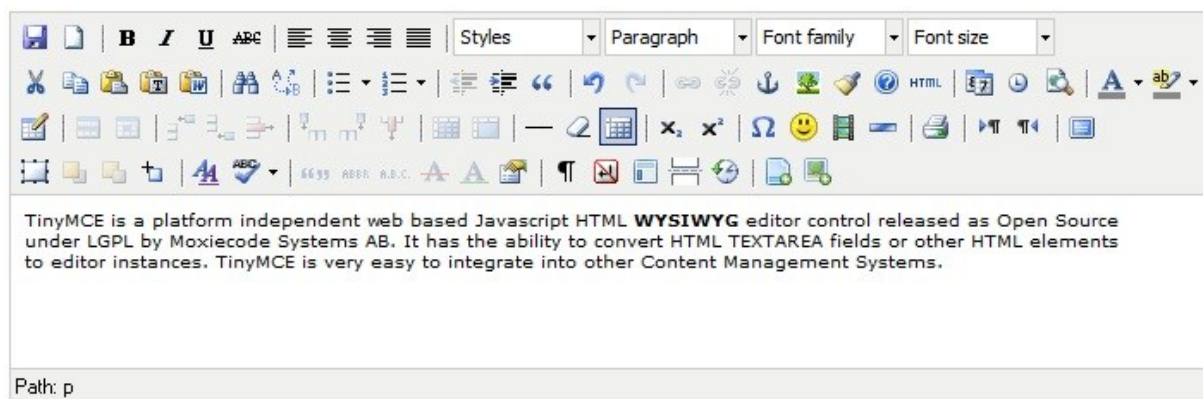 B I U ABC Styles Paragraph Font family Font size
HTML A ab
x₂ x² Ω ¶ ¶
AA ABC ABBR A.B.C. A A ¶
TinyMCE is a platform independent web based Javascript HTML WYSIWYG editor control released as Open Source
under LGPL by Moxiecode Systems AB. It has the ability to convert HTML TEXTAREA fields or other HTML elements
to editor instances. TinyMCE is very easy to integrate into other Content Management Systems.
Path: p